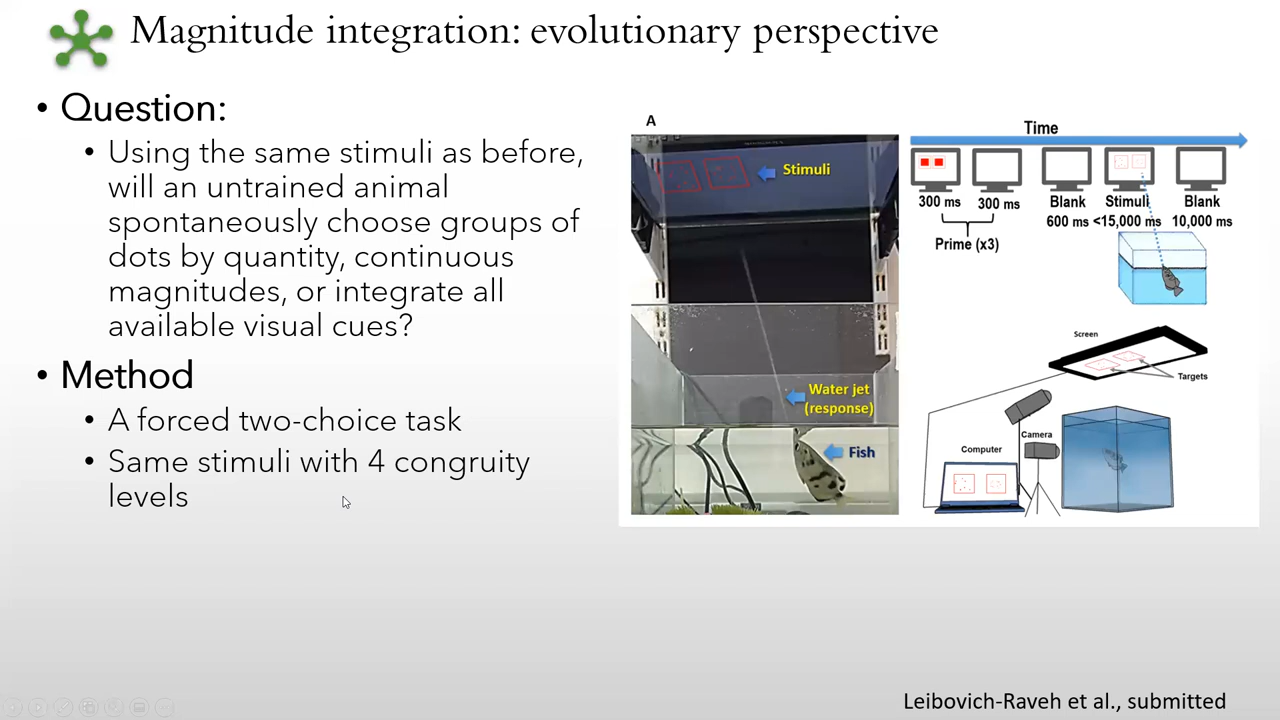 Magnitude integration: evolutionary perspective
• Question:
• Using the same stimuli as before,
will an untrained animal
spontaneously choose groups of
dots by quantity, continuous
magnitudes, or integrate all
available visual cues?
• Method
• A forced two-choice task
• Same stimuli with 4 congruity
levels
A
Stimuli
Water jet
(response)
Fish
Time
300 ms
300 ms
Prime (x3)
Blank
600 ms
Stimuli
<15,000 ms
Blank
10,000 ms
Screen
Targets
Camera
Computer
Leibovich-Raveh et al., submitted